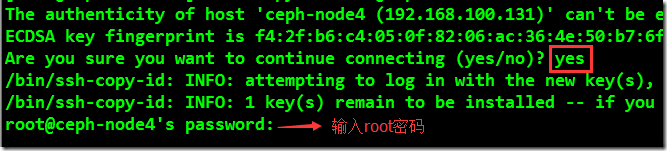 The authenticity of host 'ceph-node4 (192.168.100.131)' can't be e
ECDSA key fingerprint is f4:2f:b6:c4:05:0f:82:06:ac:36:4e:50:b7:6f
Are you sure you want to continue connecting (yes/no)? yes
/bin/ssh-copy-id: INFO: attempting to log in with the new key(s),
/bin/ssh-copy-id: INFO: 1 key(s) remain to be installed -- if you
root@ceph-node4's password: 输入root密码